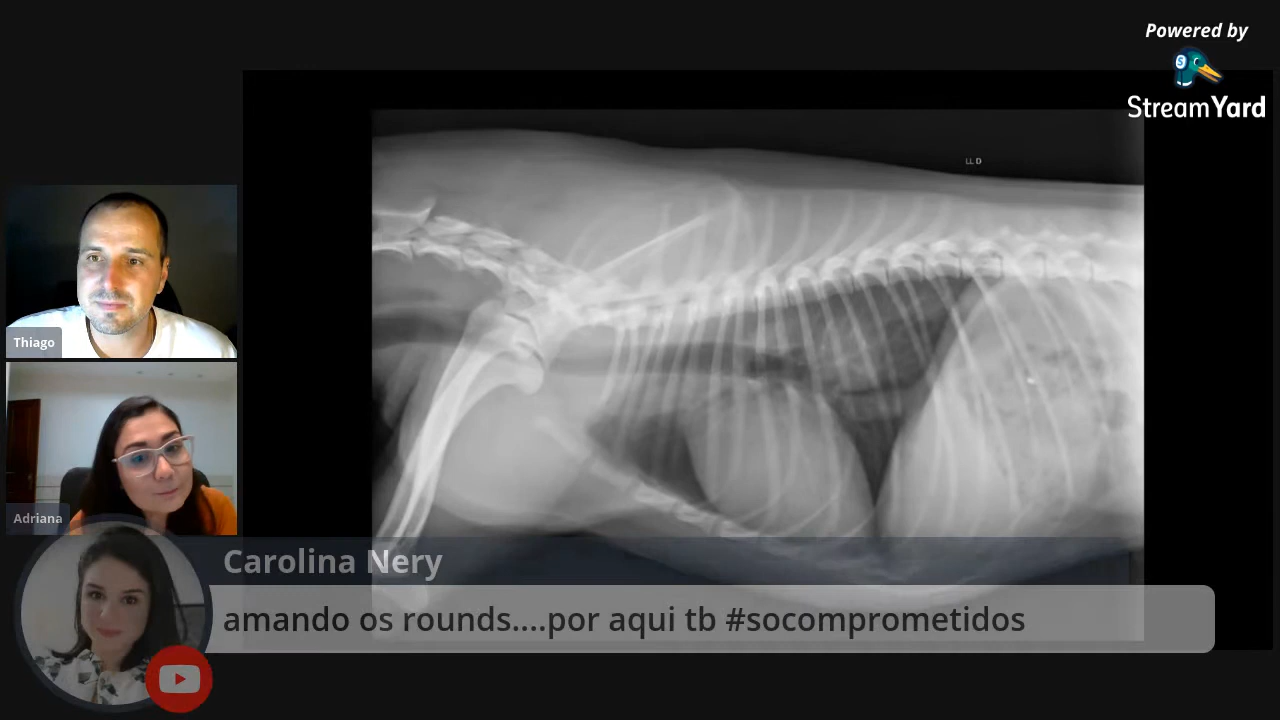 Powered by
StreamYard
LL D
Thiago
Adriana
Carolina Nery
amando os rounds....por aqui tb #socomprometidos